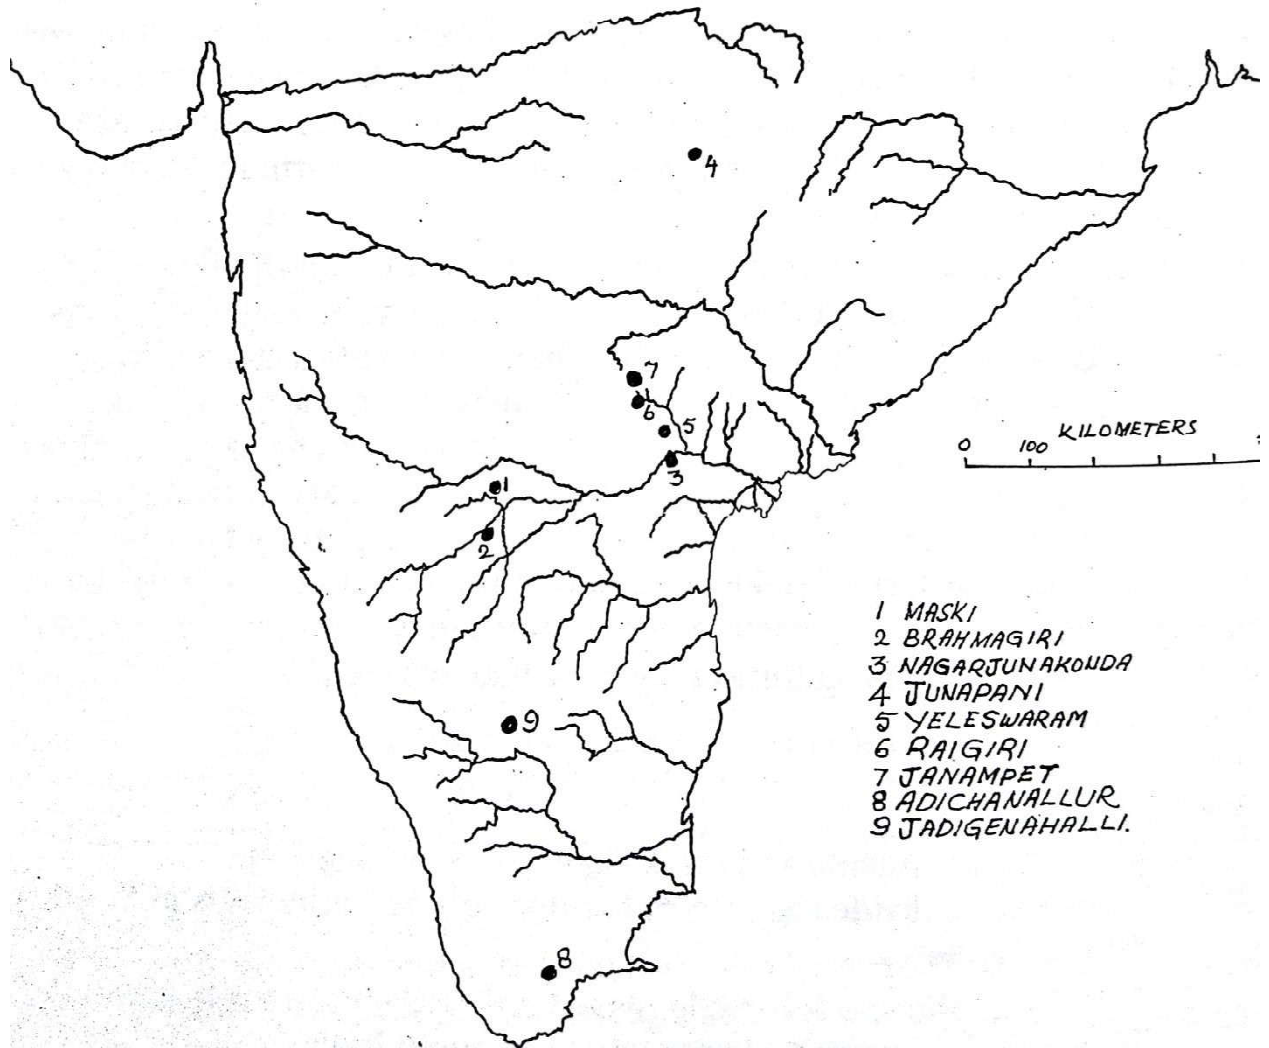 4
7
6
5
3
1
2
9
8
KILOMETERS
0 100
1 MASKI
2 BRAHMAGIRI
3 NAGARJUNAKONDA
4 JUNAPANI
5 YELESWARAM
6 RAIGIRI
7 JANAMPET
8 ADICHANALLUR
9 JADIGENAHALLI.